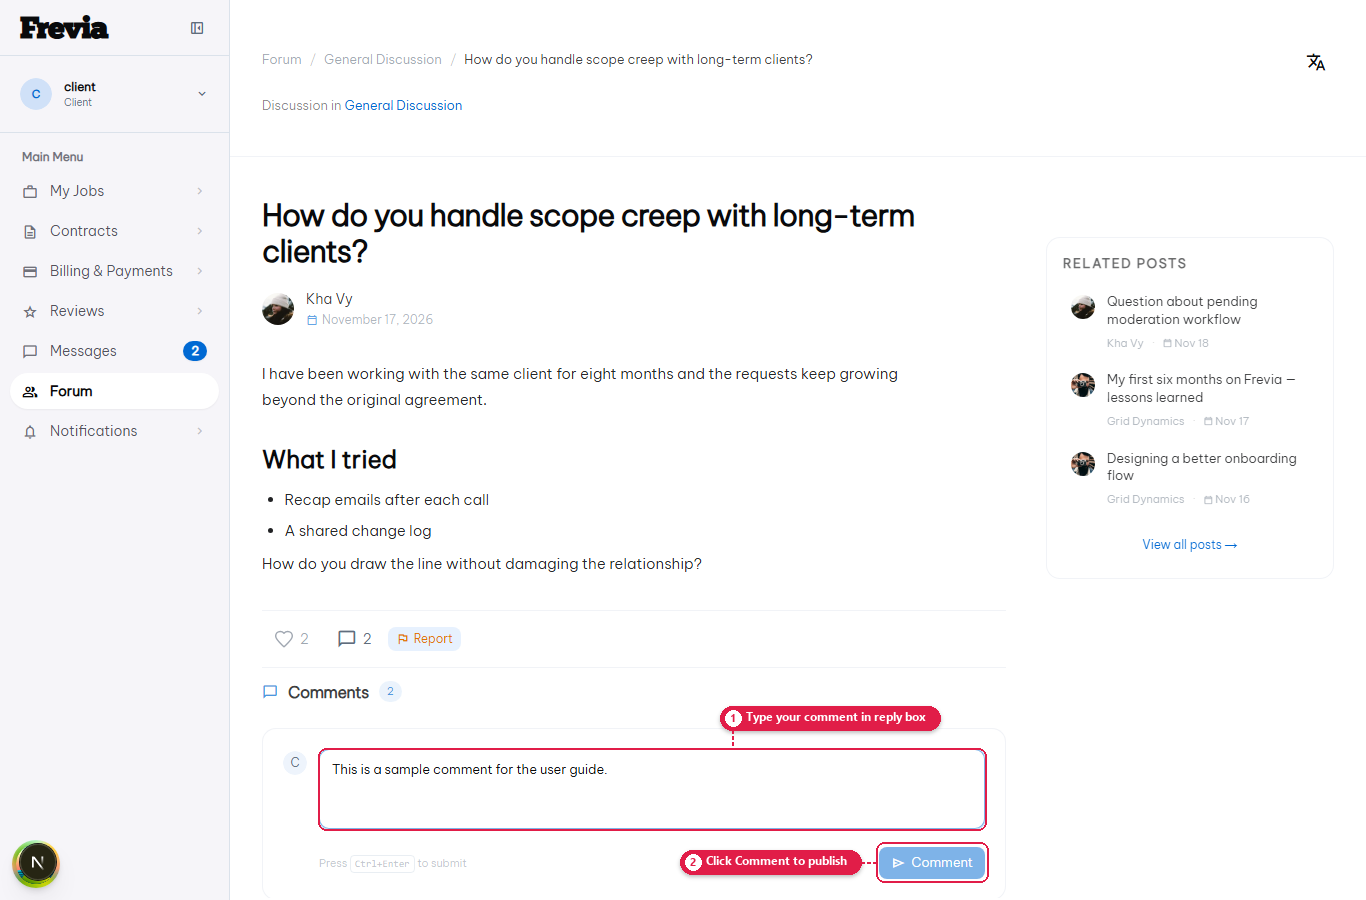 Frevia
C
client
Client
Main Menu
My Jobs
Contracts
Billing & Payments
Reviews
Messages
2
Forum
Notifications
N
Forum / General Discussion / How do you handle scope creep with long-term clients?
Discussion in General Discussion
How do you handle scope creep with long-term
clients?
Kha Vy
November 17, 2026
I have been working with the same client for eight months and the requests keep growing
beyond the original agreement.
What I tried
Recap emails after each call
A shared change log
How do you draw the line without damaging the relationship?
2
2
Report
Comments 2
1 Type your comment in reply box
C
This is a sample comment for the user guide.
Press Ctrl+Enter to submit
2 Click Comment to publish
Comment
RELATED POSTS
Question about pending
moderation workflow
Kha Vy · Nov 18
My first six months on Frevia —
lessons learned
Grid Dynamics · Nov 17
Designing a better onboarding
flow
Grid Dynamics · Nov 16
View all posts →